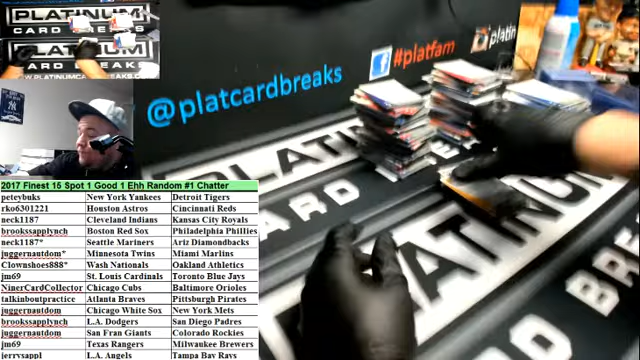 PLATINUM
CARD BREAKS
PLATINUM
CARD BREAKS
WWW.PLATINUMCARDBREAKS.COM
@platcardbreaks
#platfam
platin
2017 Finest 15 Spot 1 Good 1 Ehh Random #1 Chatter
peteybuks New York Yankees Detroit Tigers
rko6301221 Houston Astros Cincinnati Reds
neck1187 Cleveland Indians Kansas City Royals
brookssapplynch Boston Red Sox Philadelphia Phillies
neck1187* Seattle Mariners Ariz Diamondbacks
juggernautdom* Minnesota Twins Miami Marlins
Clownshoes888* Wash Nationals Oakland Athletics
jm69 St. Louis Cardinals Toronto Blue Jays
NinerCardCollector Chicago Cubs Baltimore Orioles
talkinboutpractice Atlanta Braves Pittsburgh Pirates
juggernautdom Chicago White Sox New York Mets
brookssapplynch L.A. Dodgers San Diego Padres
juggernautdom San Fran Giants Colorado Rockies
jm69 Texas Rangers Milwaukee Brewers
jerrysappl L.A. Angels Tampa Bay Rays